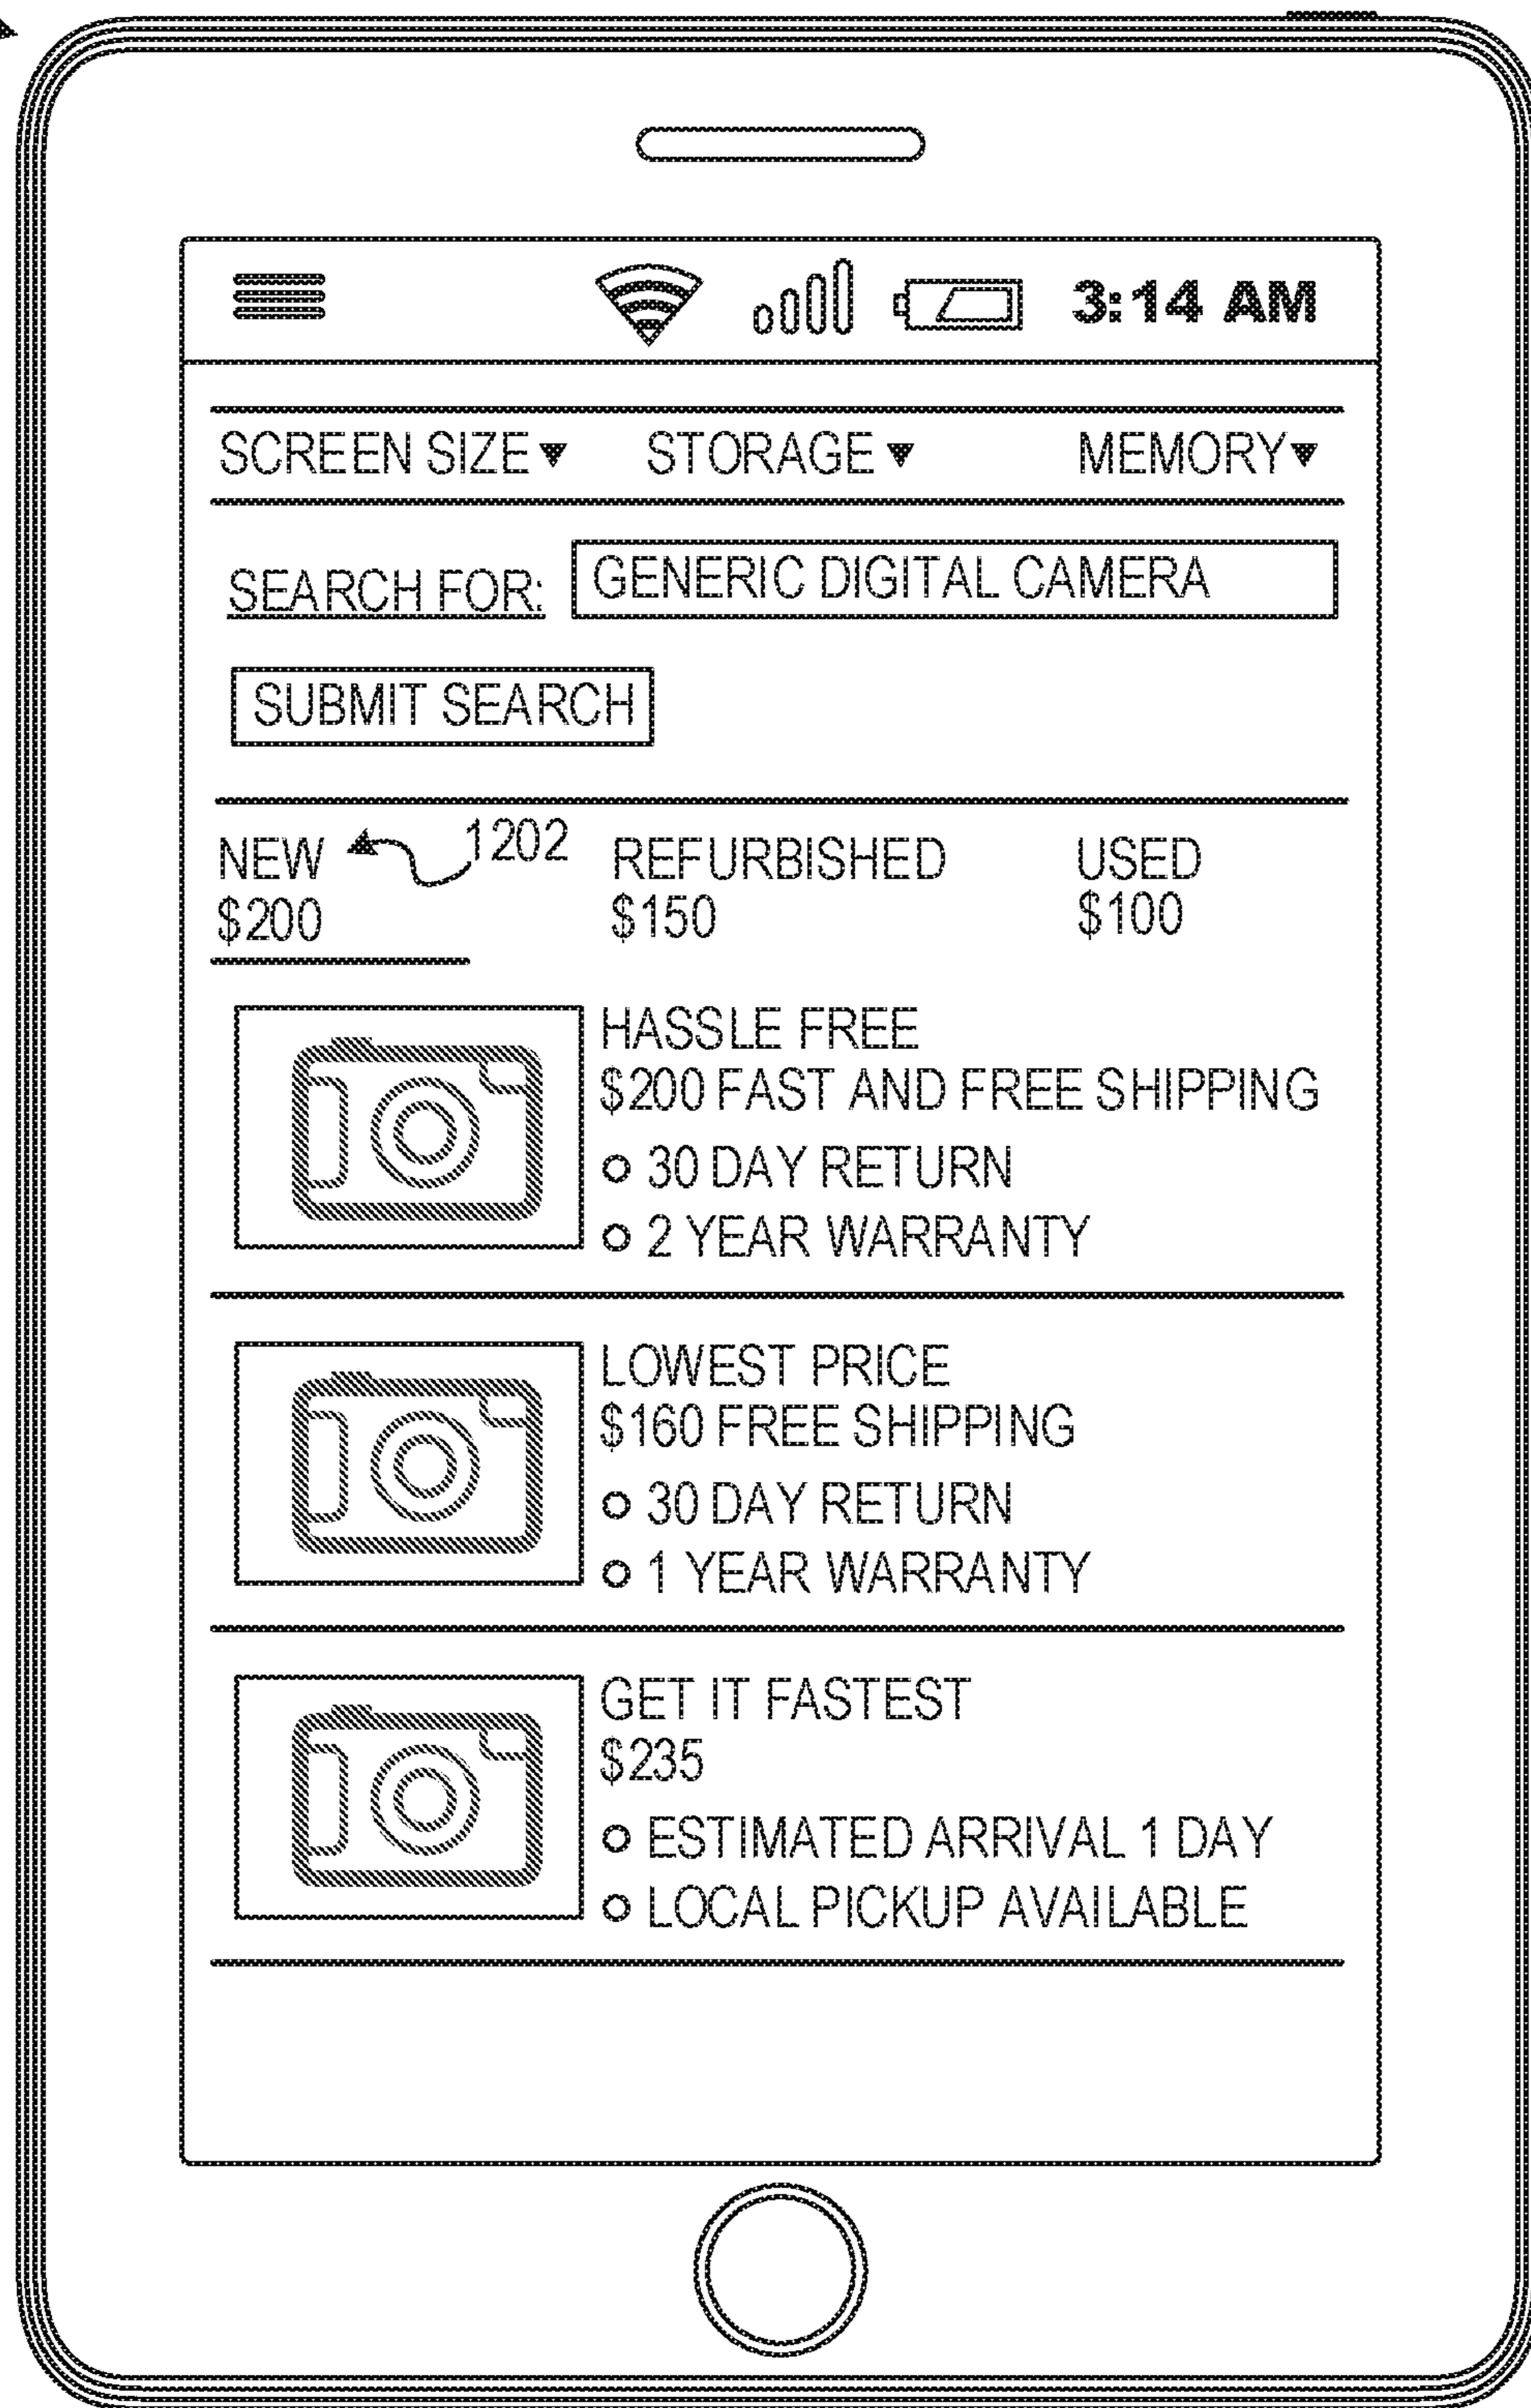 3:14 AM
SCREEN SIZE STORAGE MEMORY
SEARCH FOR: GENERIC DIGITAL CAMERA
SUBMIT SEARCH
NEW 1202 REFURBISHED USED
$200 $150 $100
HASSLE FREE
$200 FAST AND FREE SHIPPING
30 DAY RETURN
2 YEAR WARRANTY
LOWEST PRICE
$160 FREE SHIPPING
30 DAY RETURN
1 YEAR WARRANTY
GET IT FASTEST
$235
ESTIMATED ARRIVAL 1 DAY
LOCAL PICKUP AVAILABLE